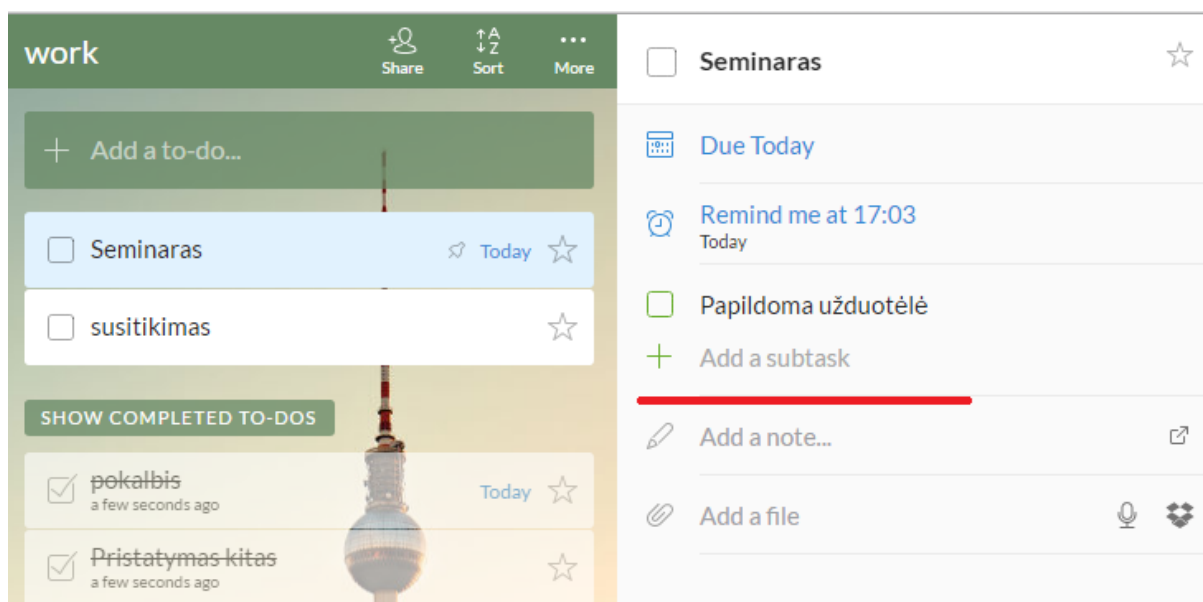 work
Share
Sort
More
Add a to-do...
Seminaras
Today
susitikimas
SHOW COMPLETED TO-DOS
pokalbis
a few seconds ago
Today
Pristatymas kitas
a few seconds ago
Seminaras
Due Today
Remind me at 17:03
Today
Papildoma užduotėlė
Add a subtask
Add a note...
Add a file